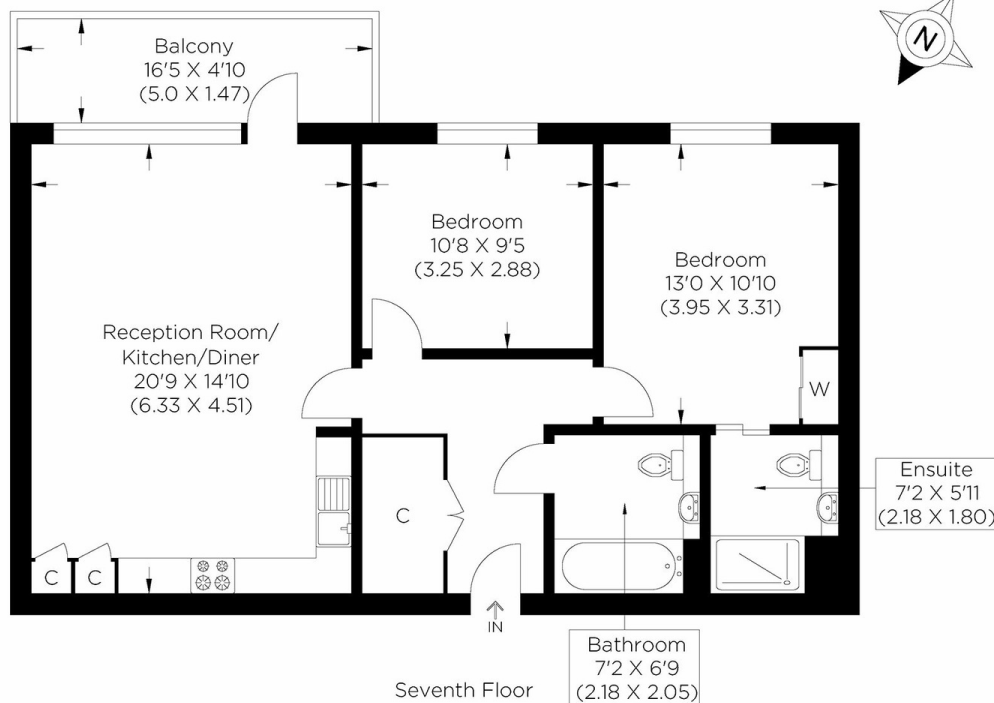 Balcony
16'5 X 4'10
(5.0 X 1.47)
N
Bedroom
10'8 X 9'5
(3.25 X 2.88)
Bedroom
13'0 X 10'10
(3.95 X 3.31)
Reception Room/
Kitchen/Diner
20'9 X 14'10
(6.33 X 4.51)
W
C
C
C
Ensuite
7'2 X 5'11
(2.18 X 1.80)
IN
Bathroom
7'2 X 6'9
(2.18 X 2.05)
Seventh Floor